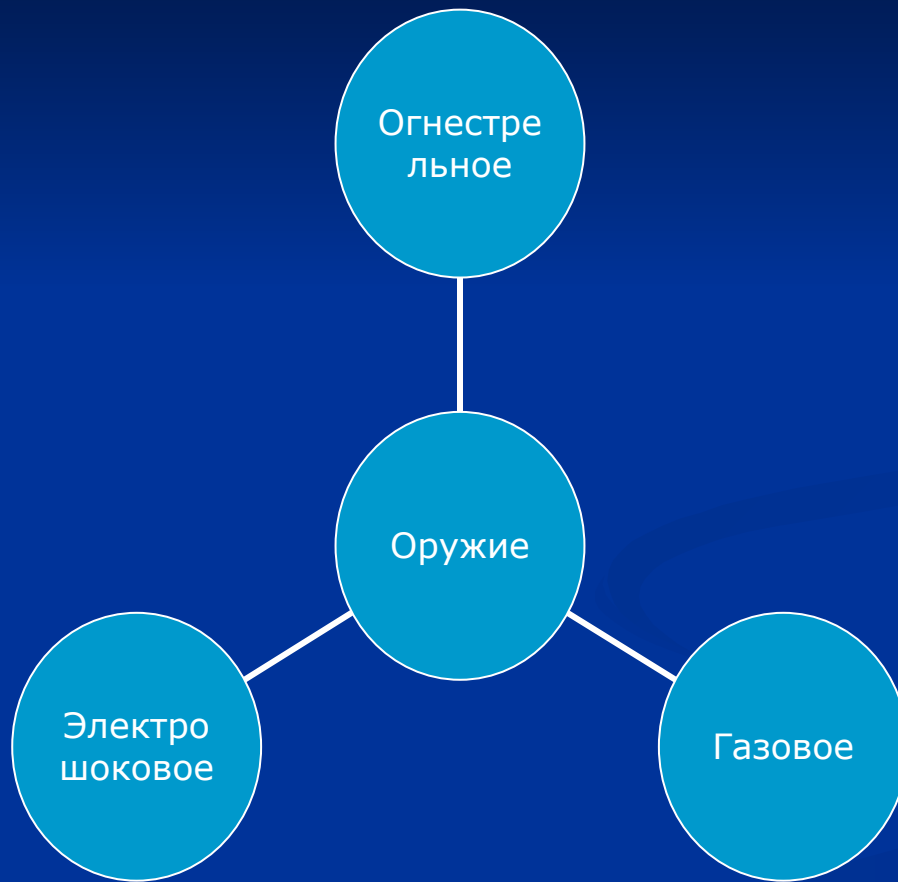 Огнестре
льное
Оружие
Электро
шоковое
Газовое